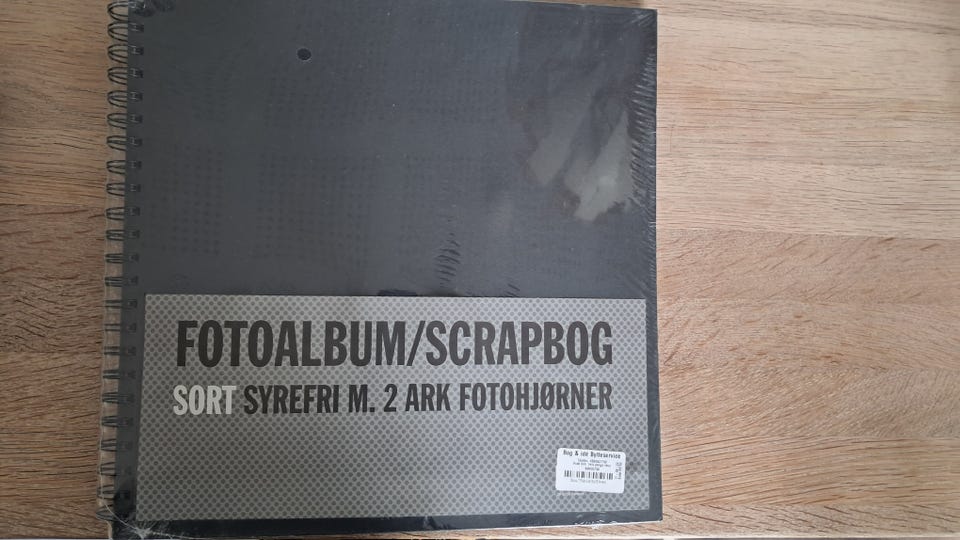 FOTOALBUM/SCRAPBOG
SORT SYREFRI M. 2 ARK FOTOHJØRNER
Bog & idé Bytteservice